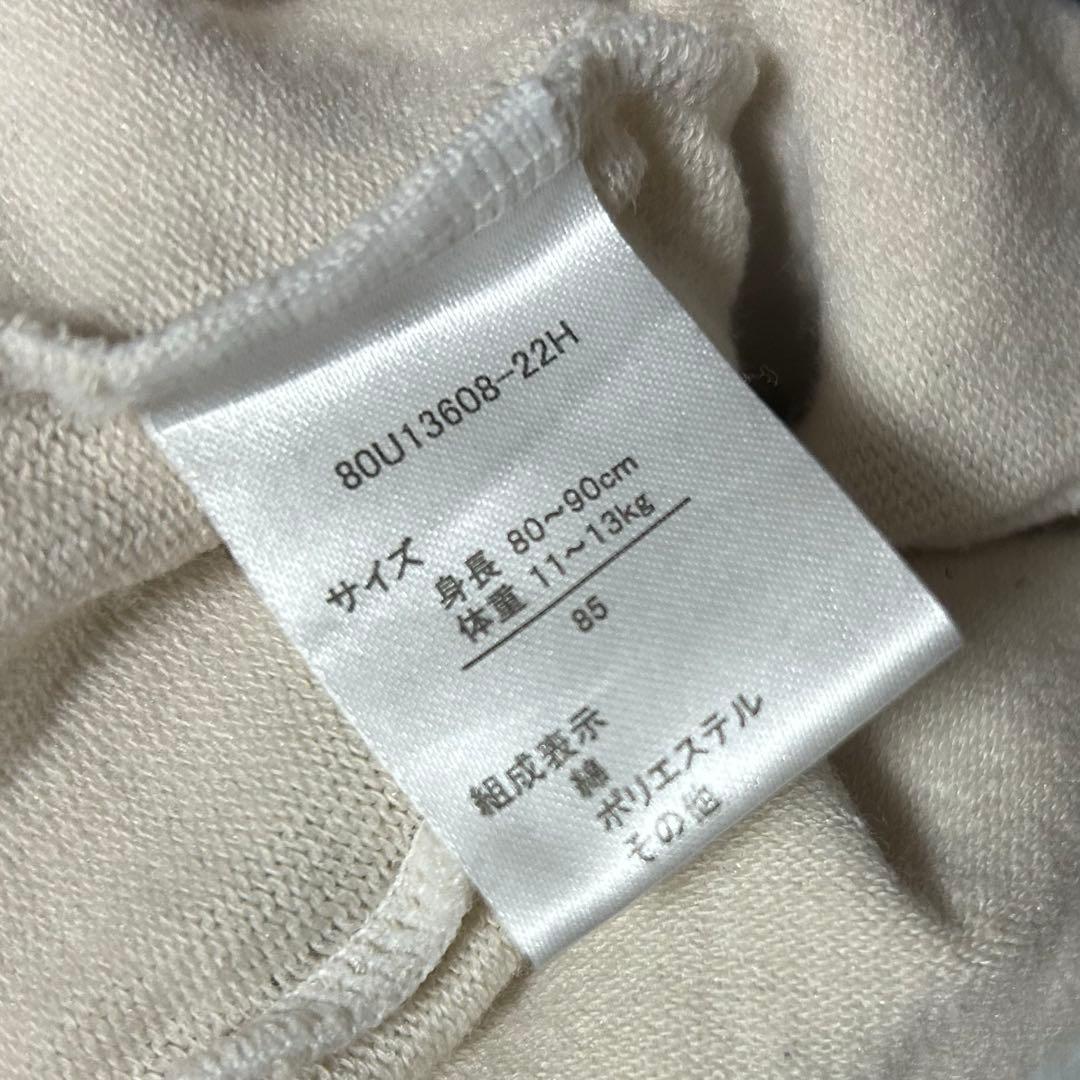 80U13608-22H
サイズ
身長 80~90cm
体重 11~13kg
85
組成表示
綿
ポリエステル
その他